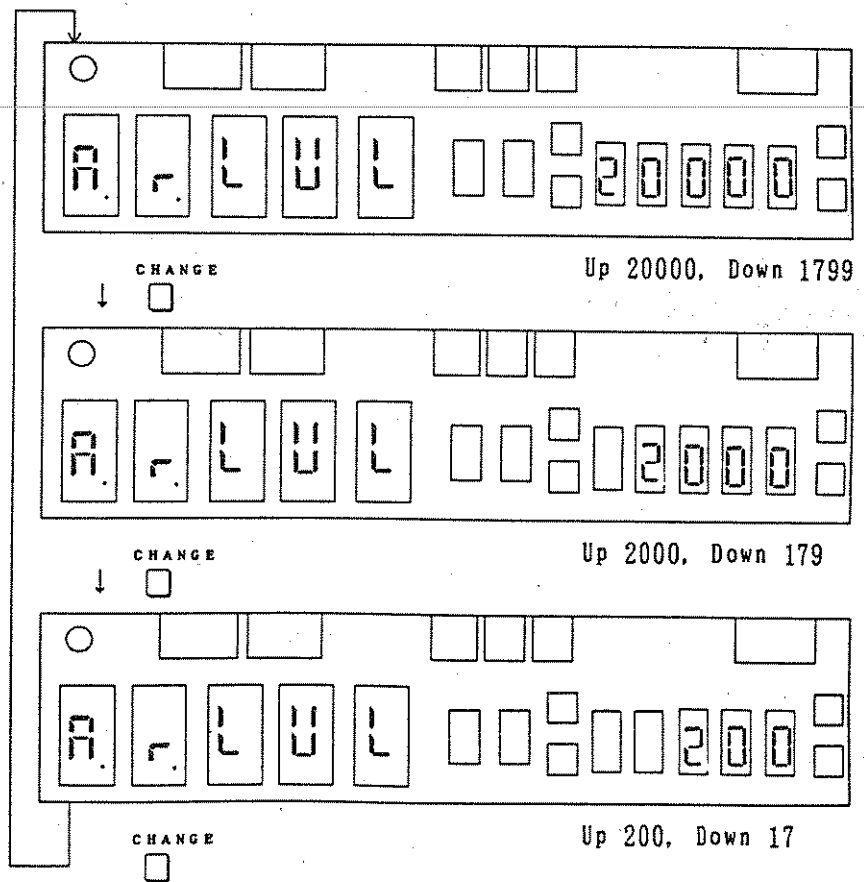 A. r. L U L 20000
Up 20000, Down 1799
CHANGE
↓
A. r. L U L 2000
Up 2000, Down 179
CHANGE
↓
A. r. L U L 200
Up 200, Down 17
CHANGE